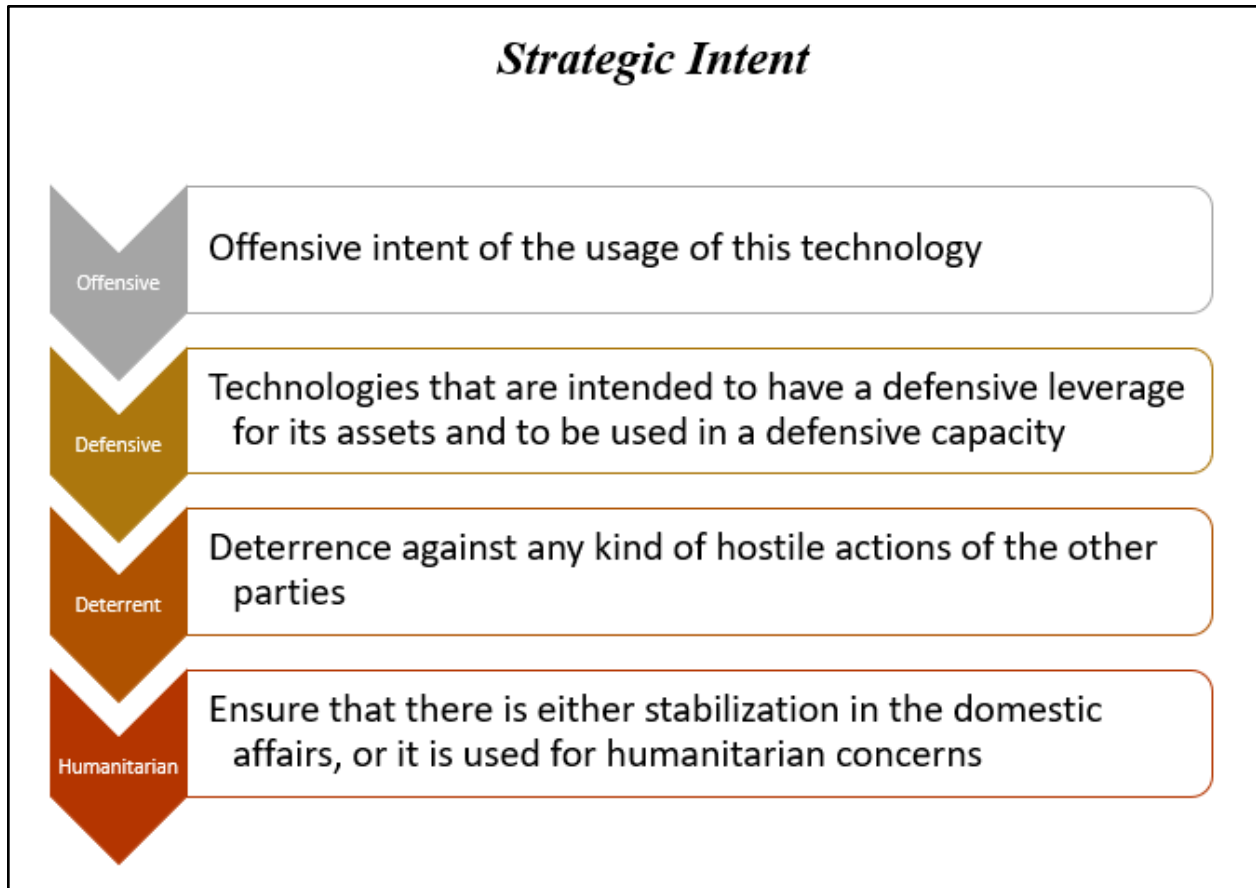 Strategic Intent
Offensive
Offensive intent of the usage of this technology
Defensive
Technologies that are intended to have a defensive leverage
for its assets and to be used in a defensive capacity
Deterrent
Deterrence against any kind of hostile actions of the other
parties
Humanitarian
Ensure that there is either stabilization in the domestic
affairs, or it is used for humanitarian concerns